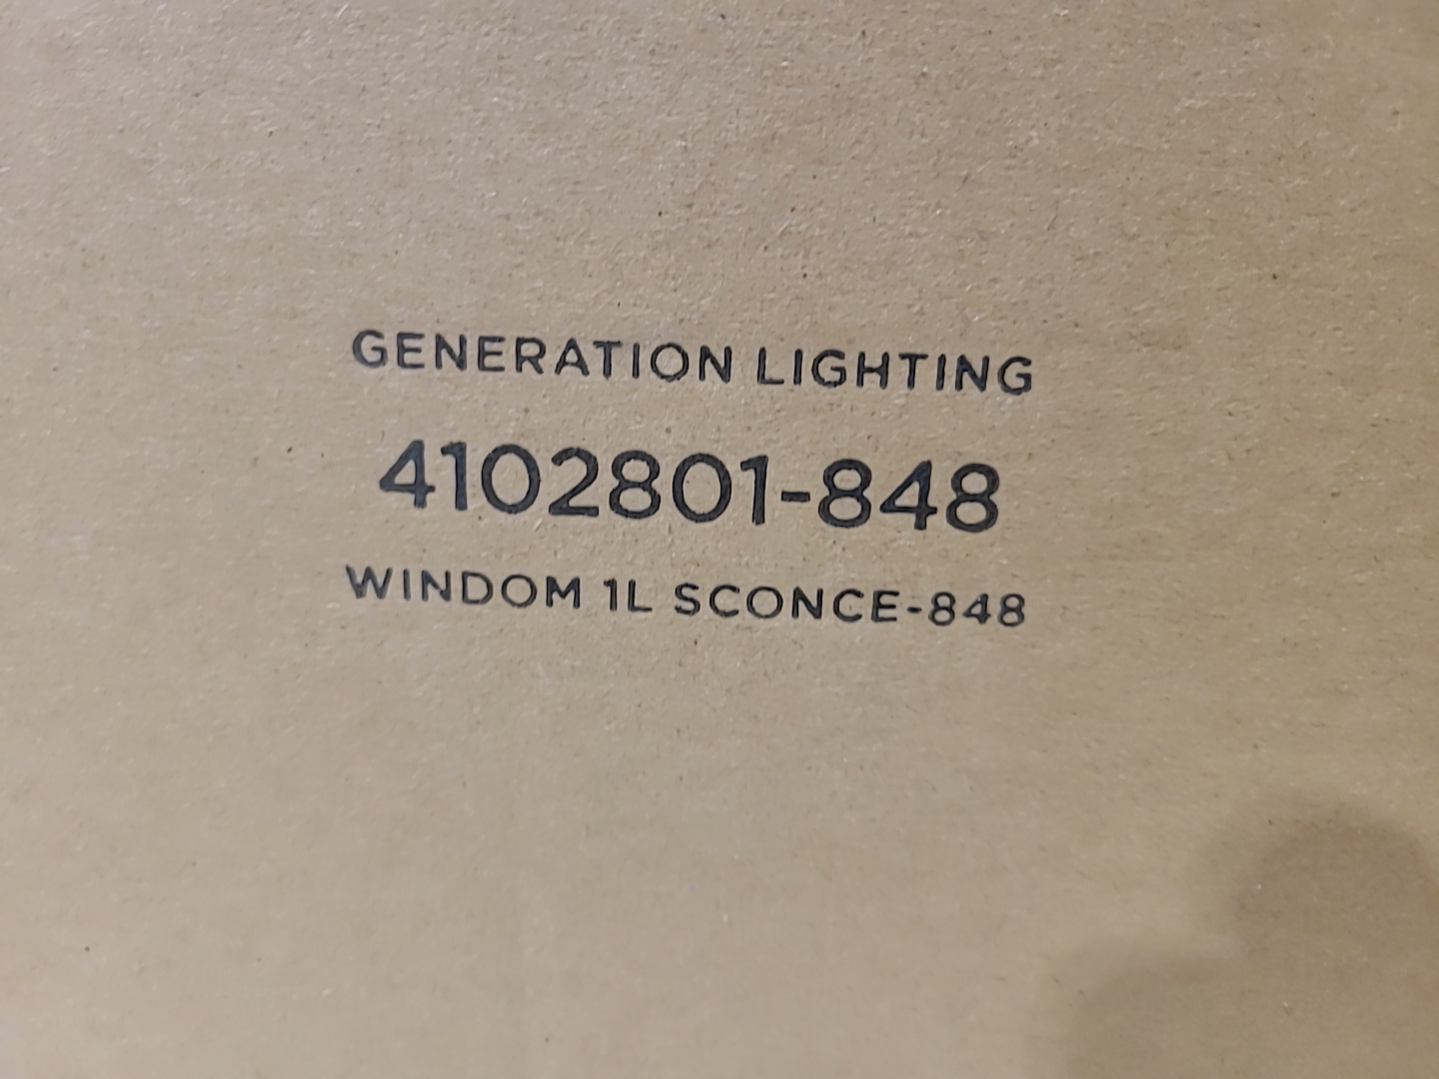 GENERATION LIGHTING
4102801-848
WINDOM 1L SCONCE-848